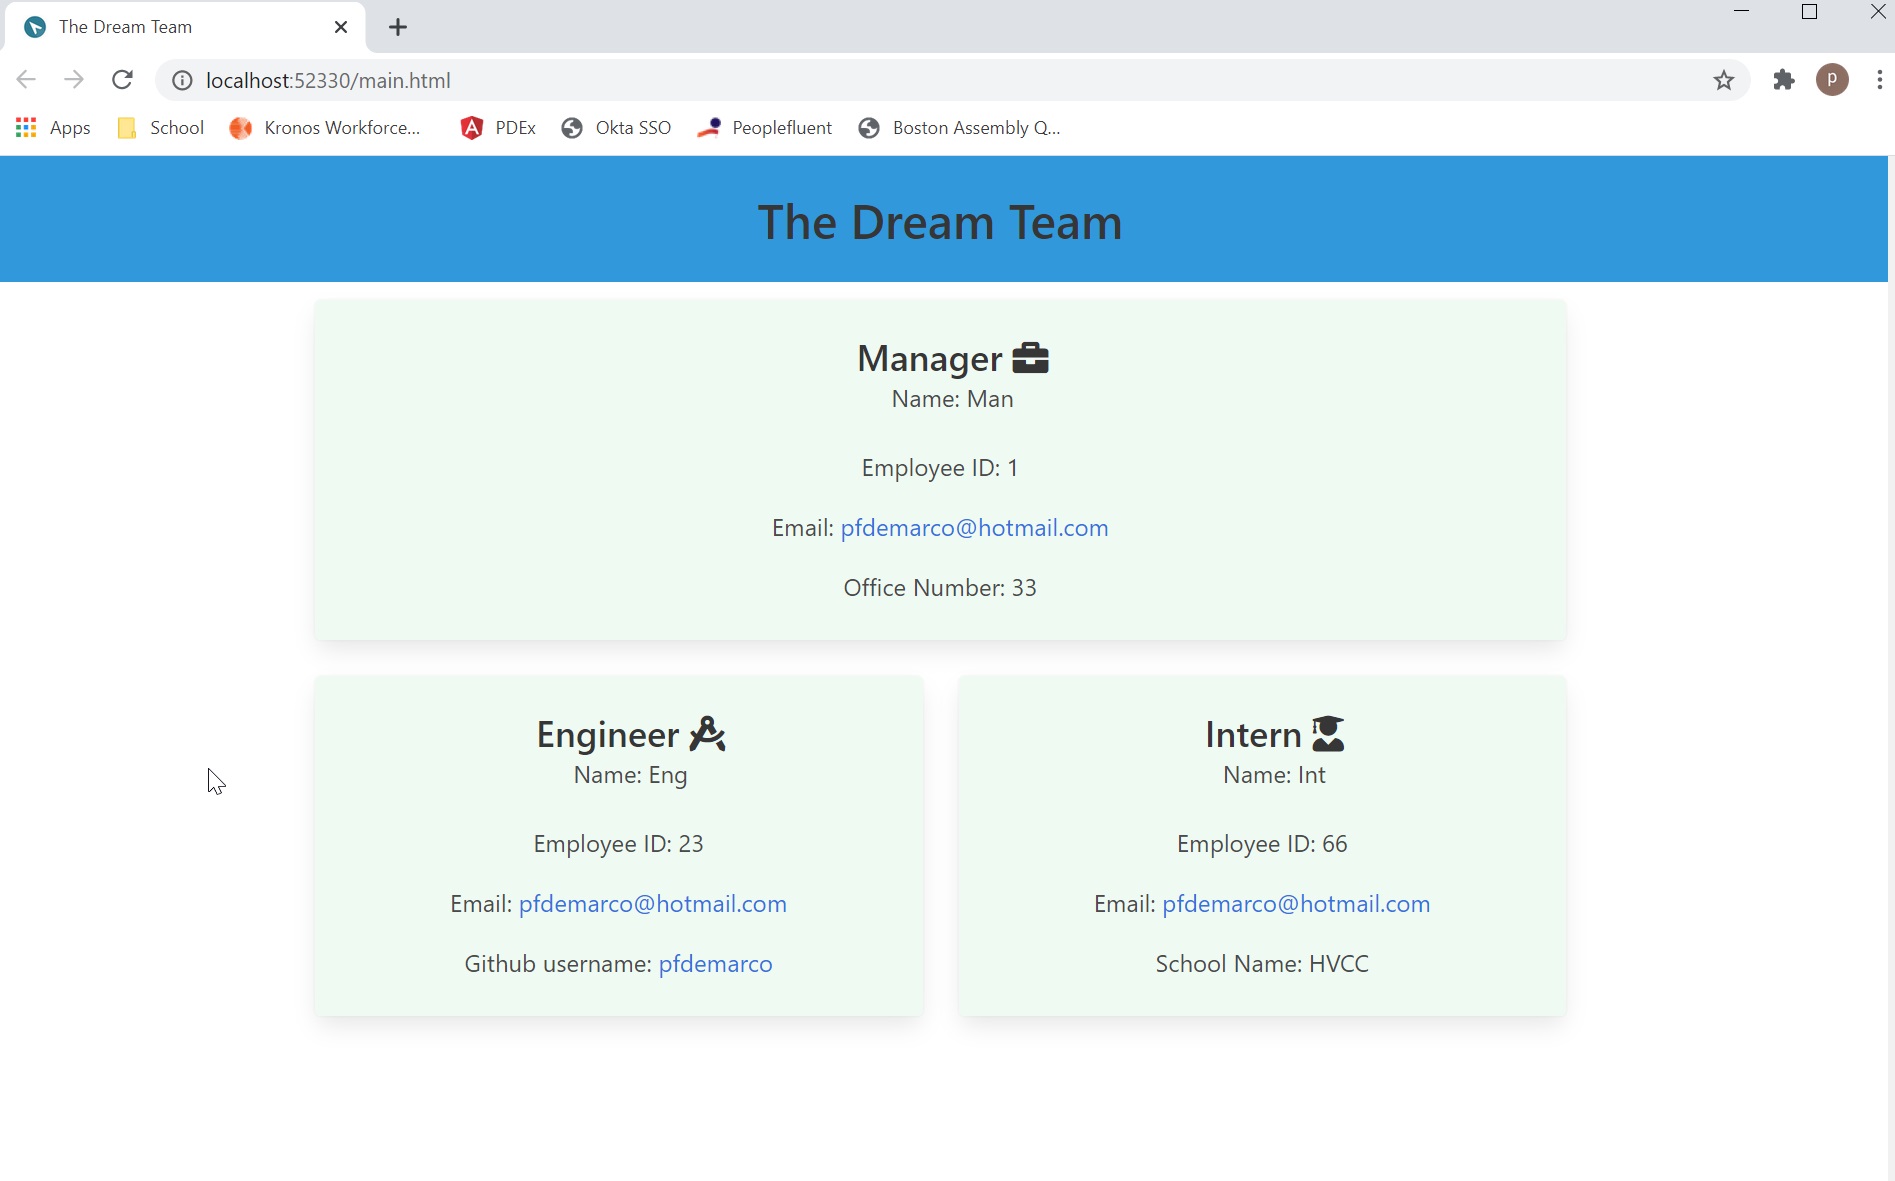 The Dream Team
localhost:52330/main.html
p
Apps School Kronos Workforce... PDEx Okta SSO Peoplefluent Boston Assembly Q...
The Dream Team
Manager
Name: Man
Employee ID: 1
Email: pfdemarco@hotmail.com
Office Number: 33
Engineer
Name: Eng
Employee ID: 23
Email: pfdemarco@hotmail.com
Github username: pfdemarco
Intern
Name: Int
Employee ID: 66
Email: pfdemarco@hotmail.com
School Name: HVCC